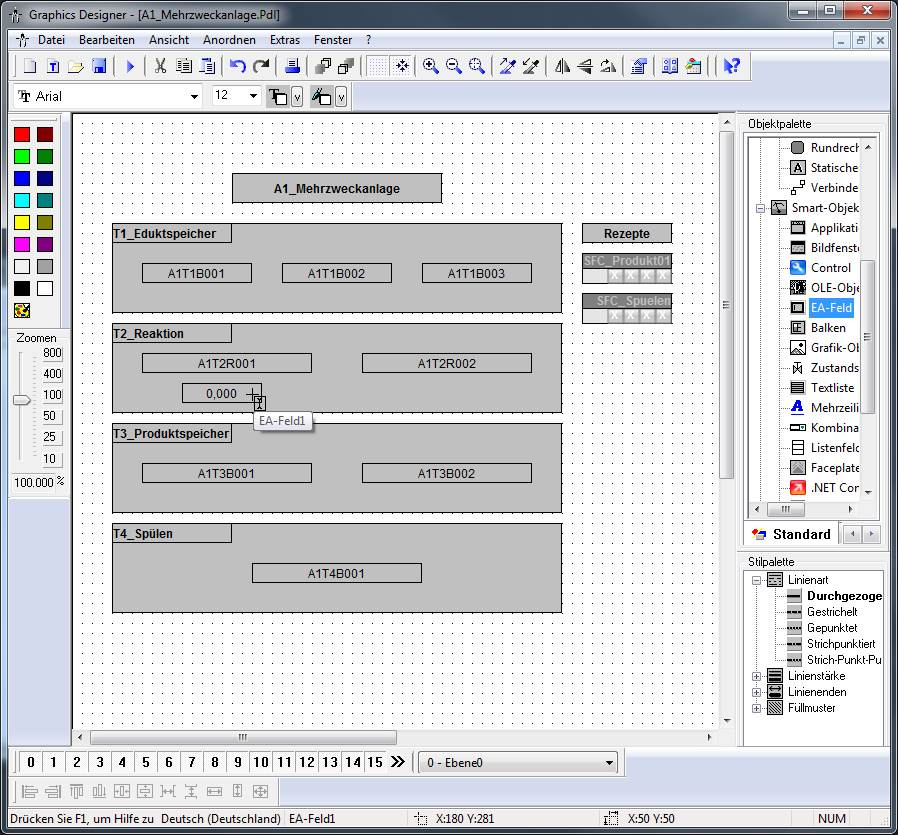 Graphics Designer - [A1_Mehrzweckanlage.Pdl]
Datei Bearbeiten Ansicht Anordnen Extras Fenster ?
Arial 12
Objektpalette
Rundrech
Statische
Verbinde
Smart-Objek
Applikati
Bildfenst
Control
OLE-Obje
EA-Feld
Balken
Grafik-Ob
Zustands
Textliste
Mehrzeili
Kombina
Listenfeld
Faceplate
.NET Con
Standard
A1_Mehrzweckanlage
T1_Eduktspeicher
A1T1B001 A1T1B002 A1T1B003
Rezepte
SFC_Produkt01
X X X X
SFC_Spuelen
X X X X
T2_Reaktion
A1T2R001 A1T2R002
0,000
EA-Feld1
T3_Produktspeicher
A1T3B001 A1T3B002
T4_Spülen
A1T4B001
Zoomen
800
400
100
50
25
10
100.000 %
Stilpalette
Linienart
Durchgezoge
Gestrichelt
Gepunktet
Strichpunktiert
Strich-Punkt-Pu
Linienstärke
Linienenden
Füllmuster
0 1 2 3 4 5 6 7 8 9 10 11 12 13 14 15 0 - Ebene0
Drücken Sie F1, um Hilfe zu Deutsch (Deutschland) EA-Feld1 X:180 Y:281 X:50 Y:50 NUM